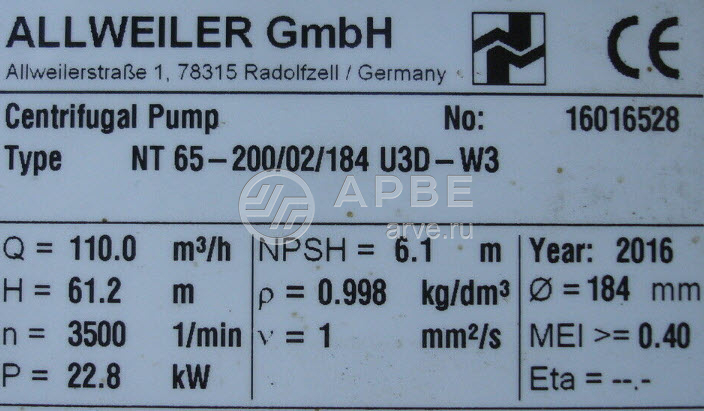 ALLWEILER GmbH
CE
Allweilerstraße 1, 78315 Radolfzell / Germany
Centrifugal Pump No: 16016528
Type NT 65-200/02/184 U3D-W3
АРВЕ
arve.ru
Q = 110.0 m³/h NPSH = 6.1 m Year: 2016
H = 61.2 m ρ = 0.998 kg/dm³ Ø = 184 mm
n = 3500 1/min ν = 1 mm²/s MEI >= 0.40
P = 22.8 kW Eta = --.-